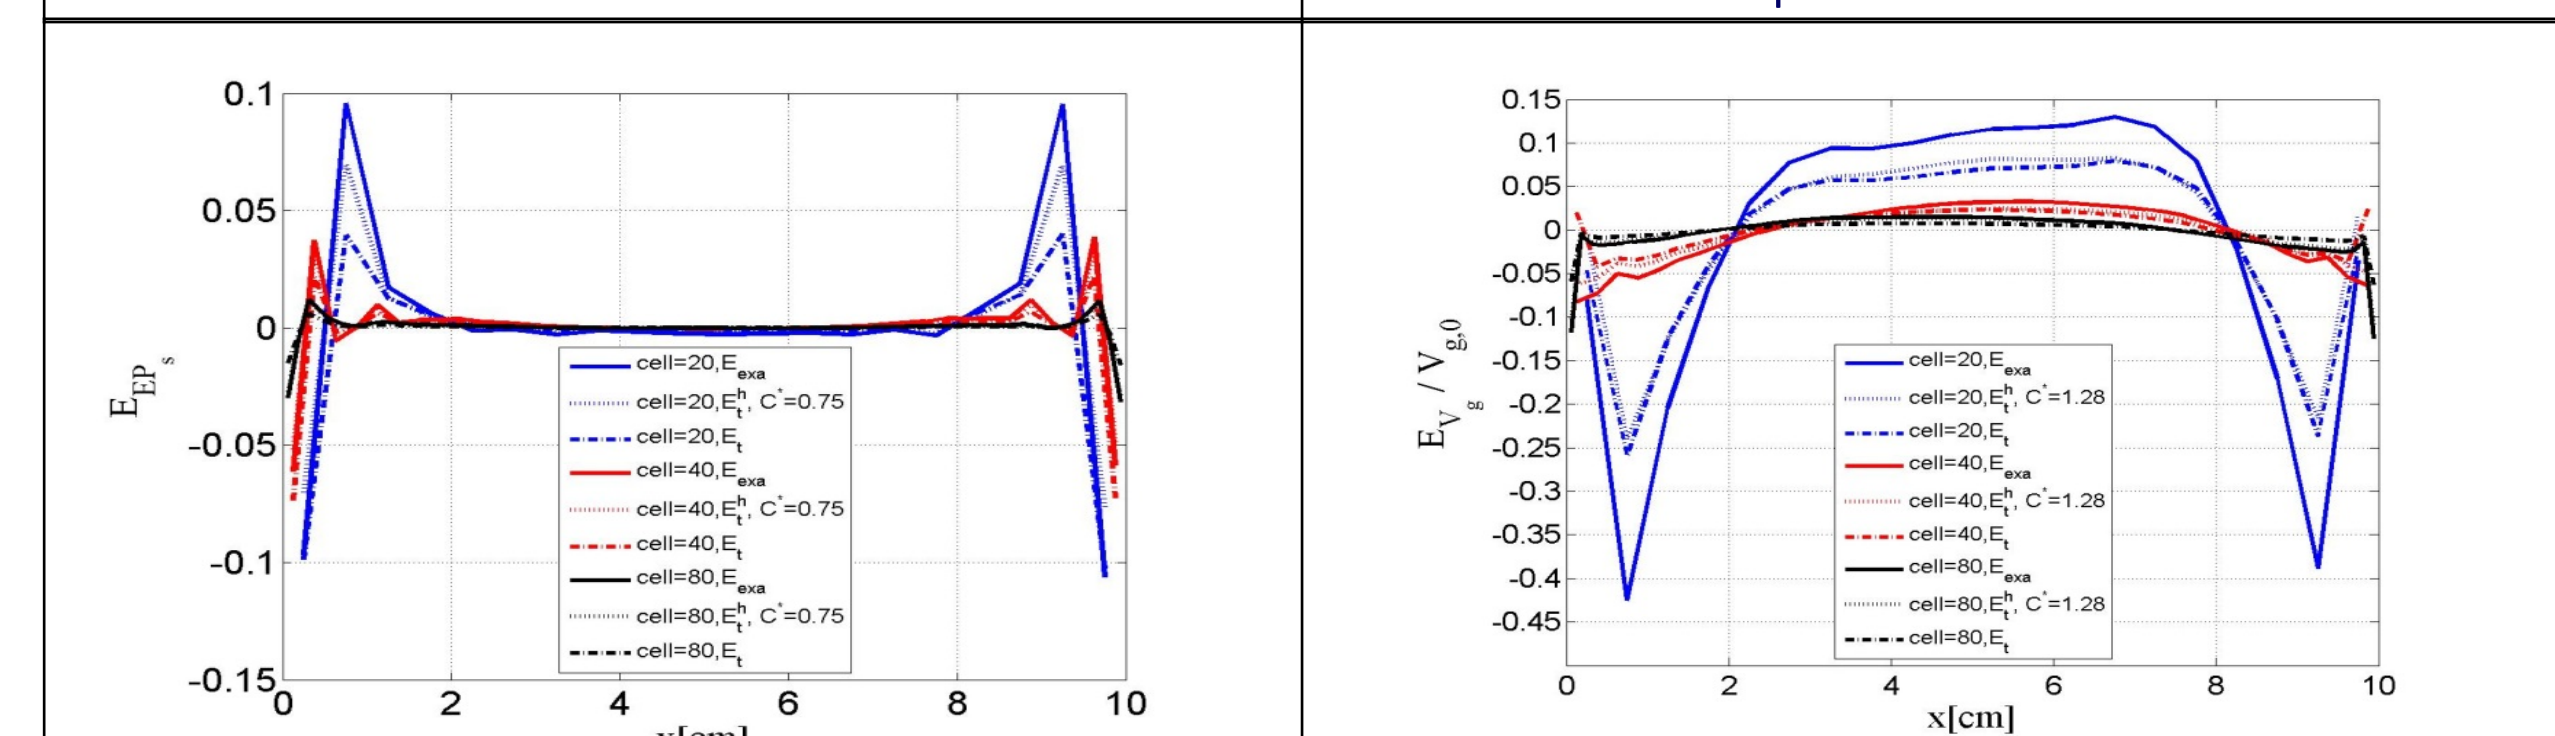 0.1
0.05
0
-0.05
-0.1
-0.15
0 2 4 6 8 10
E_EP_s
cell=20,E_exa
cell=20,E_t^h, C^*=0.75
cell=20,E_t
cell=40,E_exa
cell=40,E_t^h, C^*=0.75
cell=40,E_t
cell=80,E_exa
cell=80,E_t^h, C^*=0.75
cell=80,E_t
0.15
0.1
0.05
0
-0.05
-0.1
-0.15
-0.2
-0.25
-0.3
-0.35
-0.4
-0.45
0 2 4 6 8 10
x[cm]
E_V_g / V_g,0
cell=20,E_exa
cell=20,E_t^h, C^*=1.28
cell=20,E_t
cell=40,E_exa
cell=40,E_t^h, C^*=1.28
cell=40,E_t
cell=80,E_exa
cell=80,E_t^h, C^*=1.28
cell=80,E_t